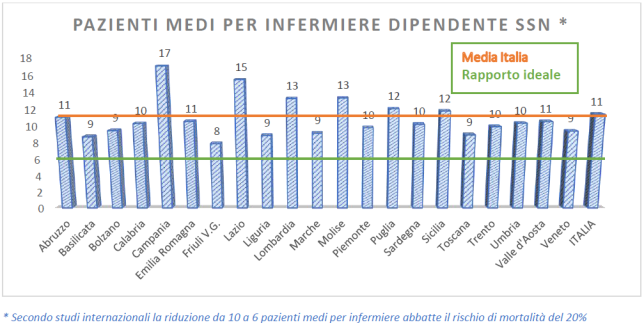 PAZIENTI MEDI PER INFERMIERE DIPENDENTE SSN *
Media Italia
Rapporto ideale
18
16
14
12
10
8
6
4
2
0
11
9
9
10
17
11
8
15
9
13
9
13
10
12
10
12
9
10
10
11
9
11
Abruzzo
Basilicata
Bolzano
Calabria
Campania
Emilia Romagna
Friuli V.G.
Lazio
Liguria
Lombardia
Marche
Molise
Piemonte
Puglia
Sardegna
Sicilia
Toscana
Trento
Umbria
Valle d'Aosta
Veneto
ITALIA
* Secondo studi internazionali la riduzione da 10 a 6 pazienti medi per infermiere abbatte il rischio di mortalità del 20%